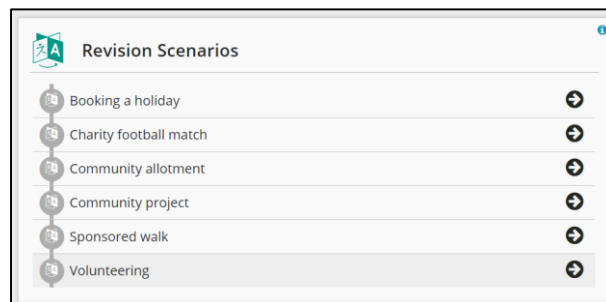 Revision Scenarios
Booking a holiday
Charity football match
Community allotment
Community project
Sponsored walk
Volunteering